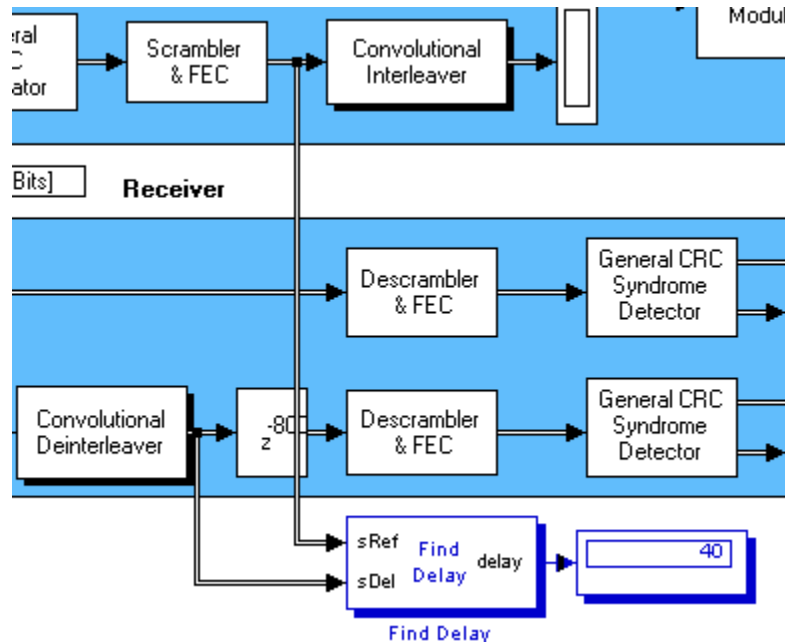 eral
C
ator
Scrambler
& FEC
Convolutional
Interleaver
Modul
Bits]
Receiver
Descrambler
& FEC
General CRC
Syndrome
Detector
Convolutional
Deinterleaver
-80
z
Descrambler
& FEC
General CRC
Syndrome
Detector
sRef
sDel
Find
Delay
delay
40
Find Delay